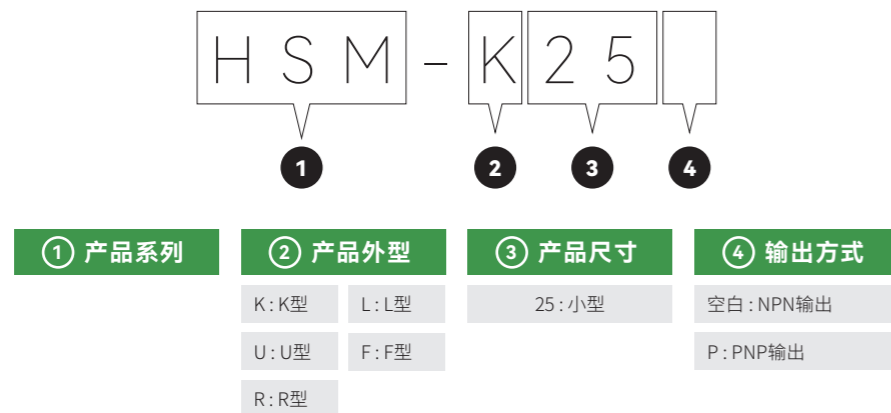 HSM-K25
1 2 3 4
① 产品系列 ② 产品外型 ③ 产品尺寸 ④ 输出方式
K : K型 L : L型 25 : 小型 空白 : NPN输出
U : U型 F : F型 P : PNP输出
R : R型